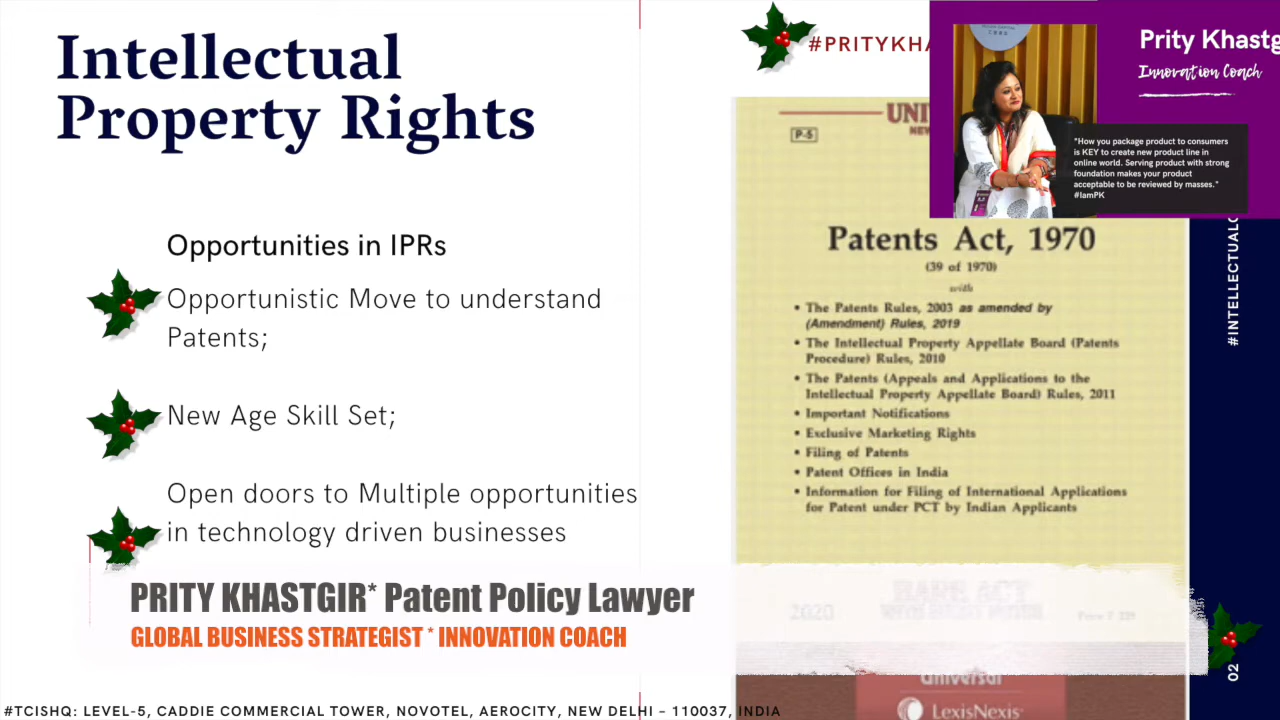 Intellectual
Property Rights
Opportunities in IPRs
Opportunistic Move to understand
Patents;
New Age Skill Set;
Open doors to Multiple opportunities
in technology driven businesses
PRITY KHASTGIR* Patent Policy Lawyer
GLOBAL BUSINESS STRATEGIST * INNOVATION COACH
#TCISHQ: LEVEL-5, CADDIE COMMERCIAL TOWER, NOVOTEL, AEROCITY, NEW DELHI – 110037, INDIA
#PRITYKHA
Prity Khastg
Innovation Coach
"How you package product to consumers
is KEY to create new product line in
online world. Serving product with strong
foundation makes your product
acceptable to be reviewed by masses."
#IamPK
UNI
NEW
P-5
Patents Act, 1970
(39 of 1970)
with
• The Patents Rules, 2003 as amended by
(Amendment) Rules, 2019
• The Intellectual Property Appellate Board (Patents
Procedure) Rules, 2010
• The Patents (Appeals and Applications to the
Intellectual Property Appellate Board) Rules, 2011
• Important Notifications
• Exclusive Marketing Rights
• Filing of Patents
• Patent Offices in India
• Information for Filing of International Applications
for Patent under PCT by Indian Applicants
BARE ACT
2020
Universal
LexisNexis
#INTELLECTUAL
02